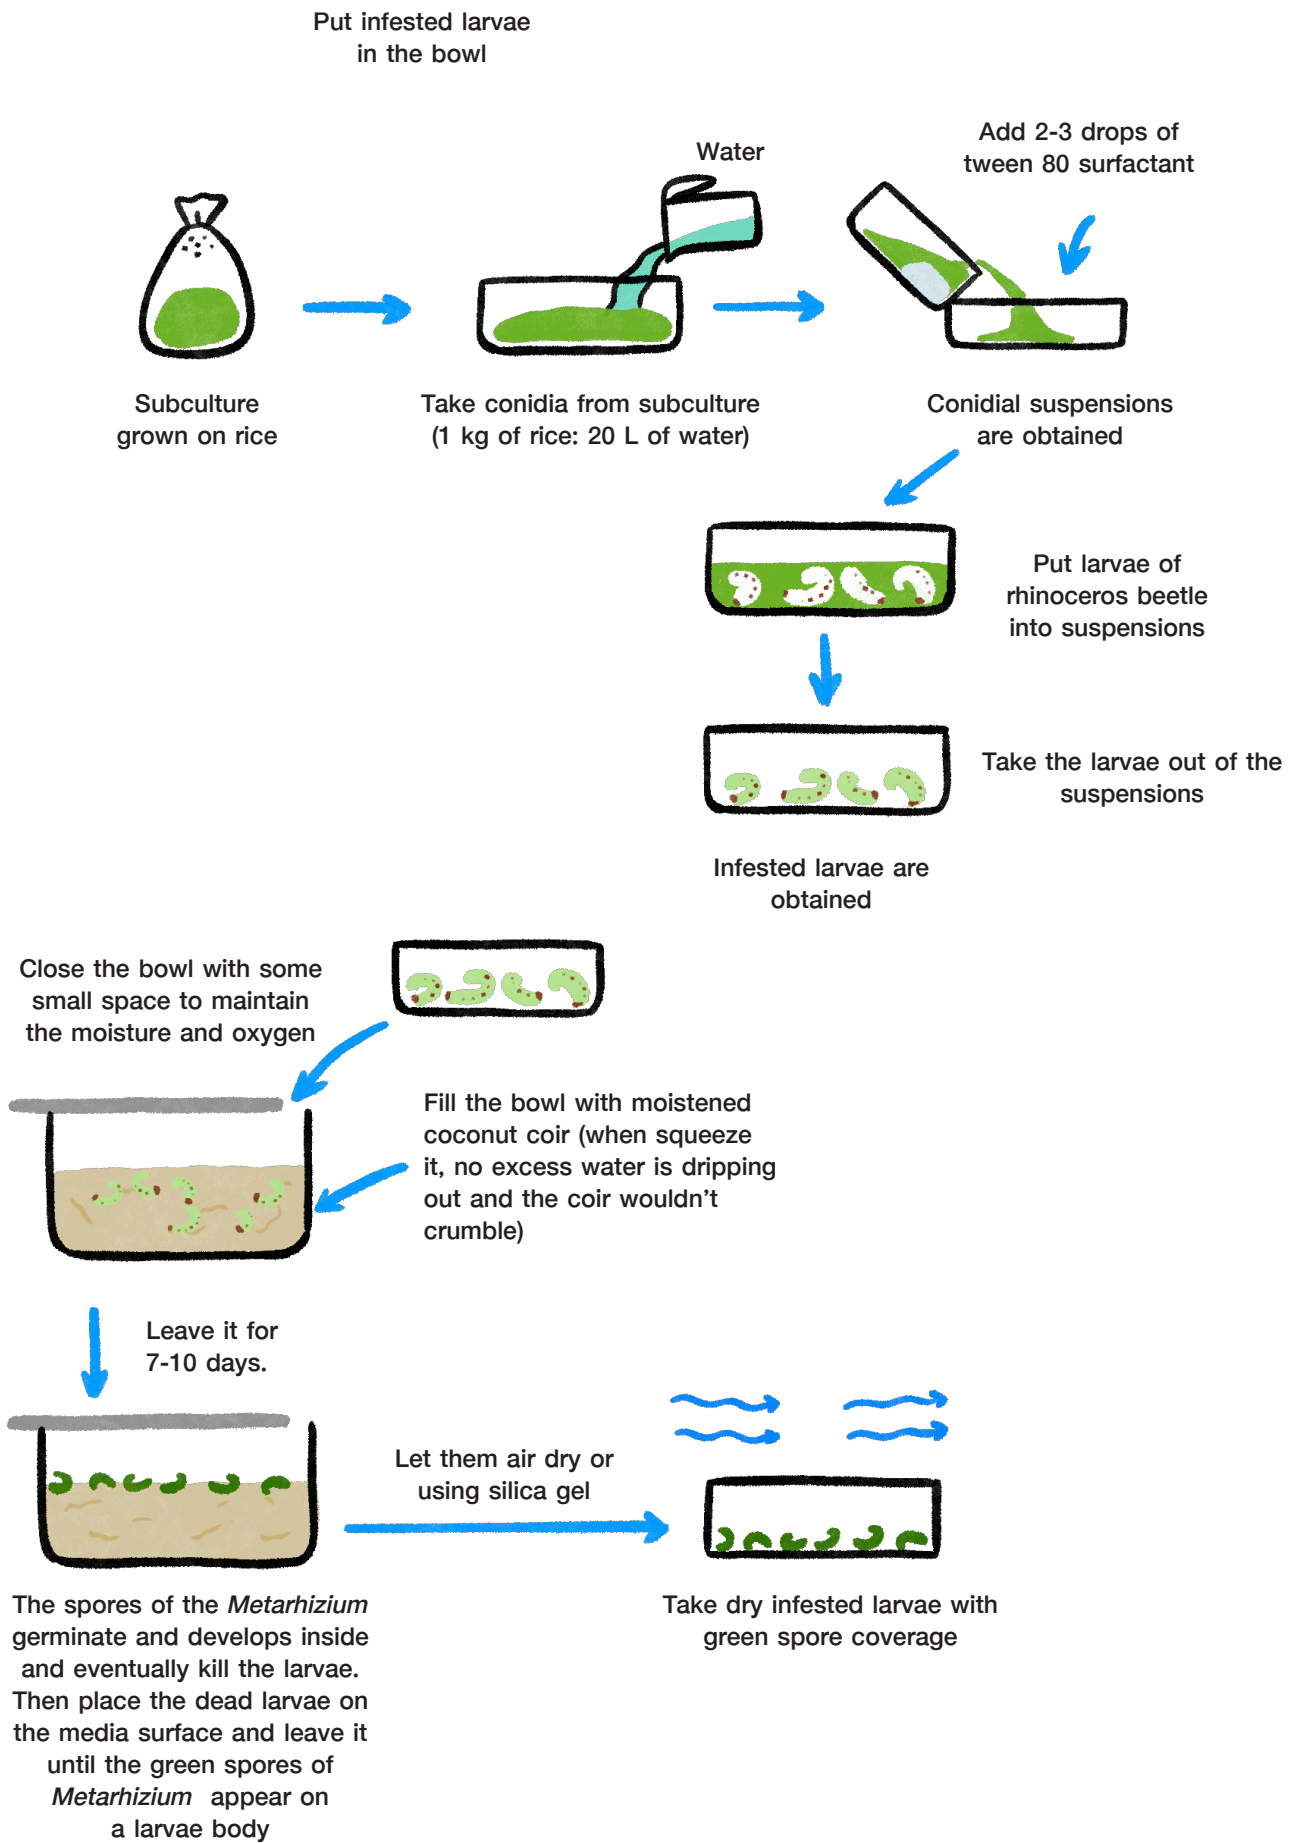 Put infested larvae
in the bowl
Water
Add 2-3 drops of
tween 80 surfactant
Subculture
grown on rice
Take conidia from subculture
(1 kg of rice: 20 L of water)
Conidial suspensions
are obtained
Put larvae of
rhinoceros beetle
into suspensions
Take the larvae out of the
suspensions
Infested larvae are
obtained
Close the bowl with some
small space to maintain
the moisture and oxygen
Fill the bowl with moistened
coconut coir (when squeeze
it, no excess water is dripping
out and the coir wouldn't
crumble)
Leave it for
7-10 days.
Let them air dry or
using silica gel
The spores of the Metarhizium
germinate and develops inside
and eventually kill the larvae.
Then place the dead larvae on
the media surface and leave it
until the green spores of
Metarhizium appear on
a larvae body
Take dry infested larvae with
green spore coverage